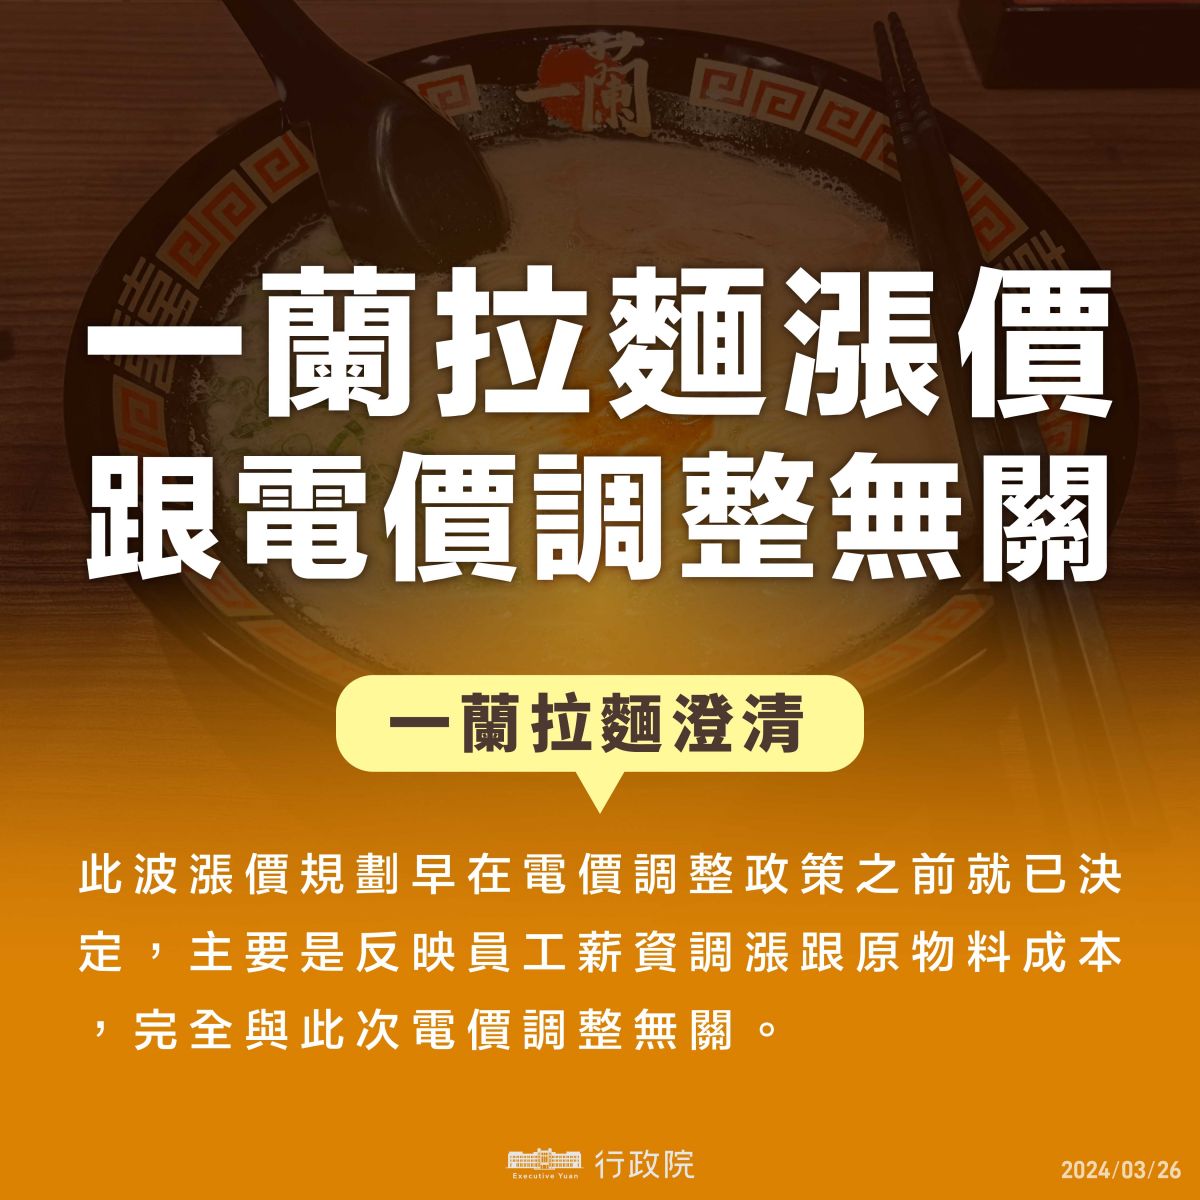 一蘭
一蘭拉麵漲價
跟電價調整無關
一蘭拉麵澄清
此波漲價規劃早在電價調整政策之前就已決
定，主要是反映員工薪資調漲跟原物料成本
，完全與此次電價調整無關。
Executive Yuan
行政院
2024/03/26